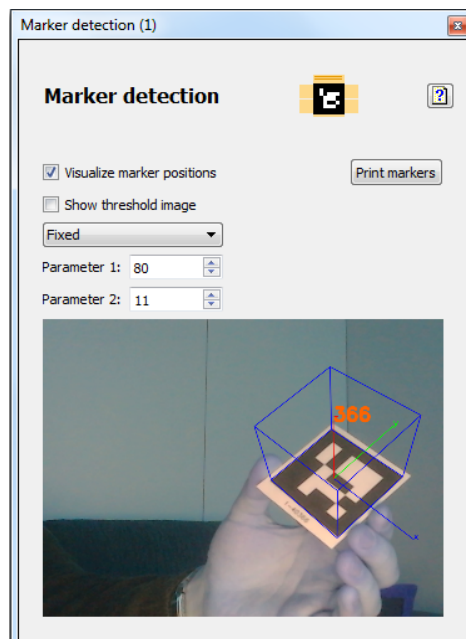 Marker detection (1)
Marker detection
Visualize marker positions
Print markers
Show threshold image
Fixed
Parameter 1: 80
Parameter 2: 11
366
x